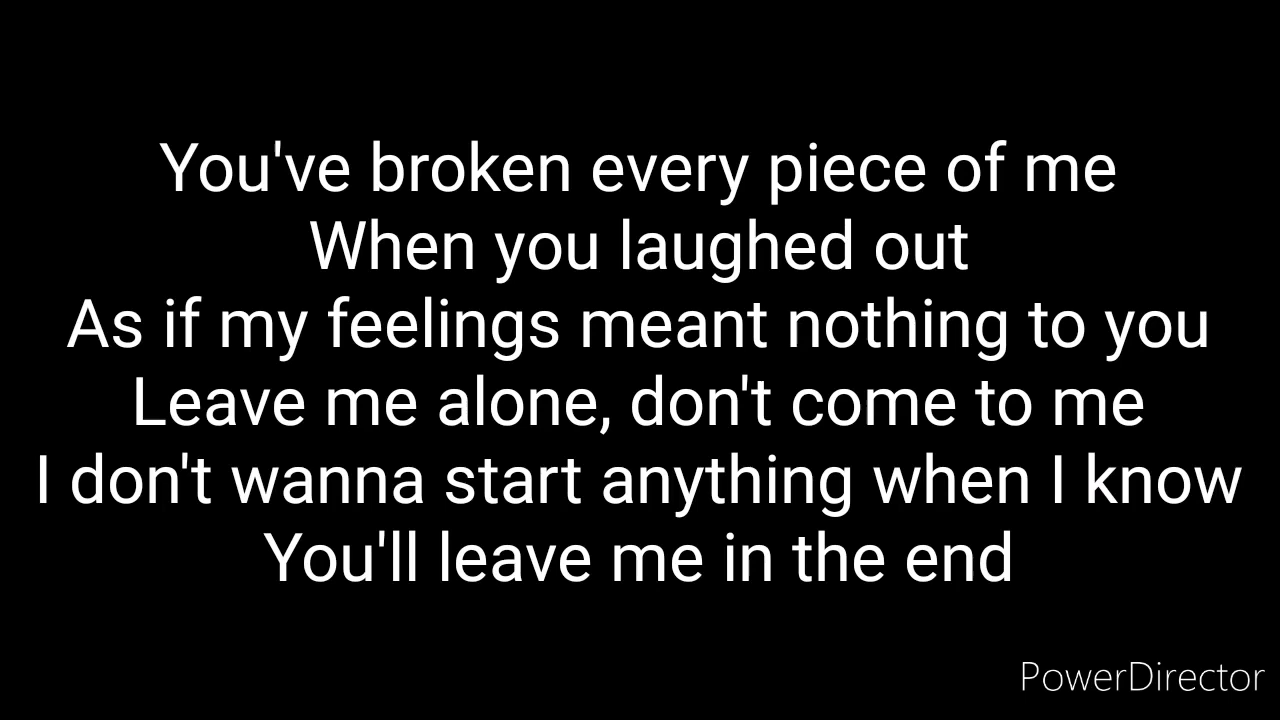 You've broken every piece of me
When you laughed out
As if my feelings meant nothing to you
Leave me alone, don't come to me
I don't wanna start anything when I know
You'll leave me in the end
PowerDirector